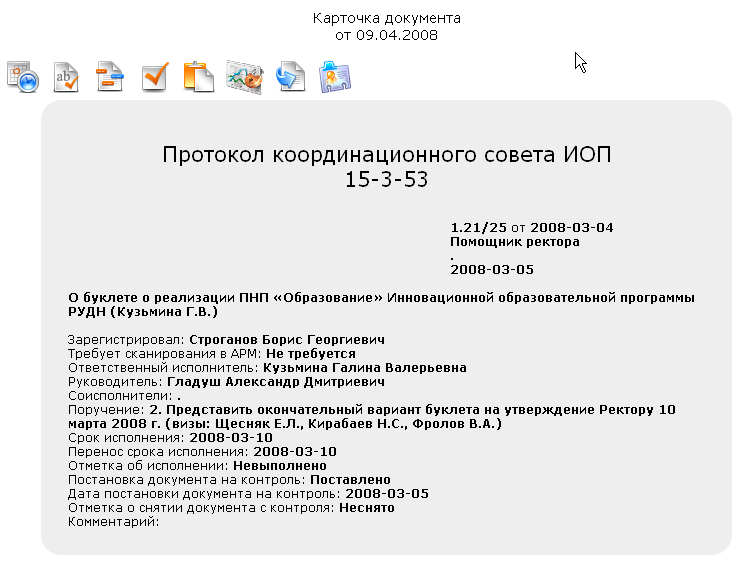 Карточка документа
от 09.04.2008
ab
Протокол координационного совета ИОП
15-3-53
1.21/25 от 2008-03-04
Помощник ректора
.
2008-03-05
О буклете о реализации ПНП «Образование» Инновационной образовательной программы
РУДН (Кузьмина Г.В.)
Зарегистрировал: Строганов Борис Георгиевич
Требует сканирования в АРМ: Не требуется
Ответственный исполнитель: Кузьмина Галина Валерьевна
Руководитель: Гладуш Александр Дмитриевич
Соисполнители: .
Поручение: 2. Представить окончательный вариант буклета на утверждение Ректору 10
марта 2008 г. (визы: Щесняк Е.Л., Кирабаев Н.С., Фролов В.А.)
Срок исполнения: 2008-03-10
Перенос срока исполнения: 2008-03-10
Отметка об исполнении: Невыполнено
Постановка документа на контроль: Поставлено
Дата постановки документа на контроль: 2008-03-05
Отметка о снятии документа с контроля: Неснято
Комментарий: